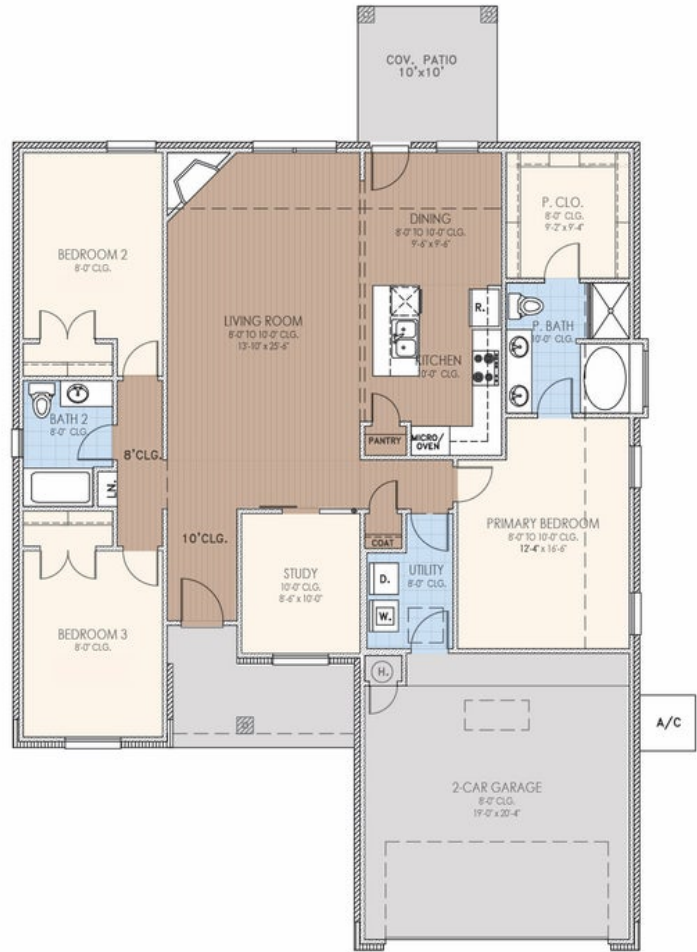 COV. PATIO
10'x10'
P. CLO.
8'-0" CLG.
9'-2" x 9'-4"
DINING
8'-0" TO 10'-0" CLG.
9'-6" x 9'-6"
BEDROOM 2
8'-0" CLG.
LIVING ROOM
8'-0" TO 10'-0" CLG.
13'-10" x 25'-6"
R.
P. BATH
10'-0" CLG.
KITCHEN
10'-0" CLG.
BATH 2
8'-0" CLG.
8'CLG.
PANTRY
MICRO/
OVEN
LN.
PRIMARY BEDROOM
8'-0" TO 10'-0" CLG.
12'-4" x 16'-6"
10'CLG.
COAT
STUDY
10'-0" CLG.
8'-6" x 10'-0"
D.
UTILITY
8'-0" CLG.
W.
BEDROOM 3
8'-0" CLG.
H.
A/C
2-CAR GARAGE
8'-0" CLG.
19'-0" x 20'-4"